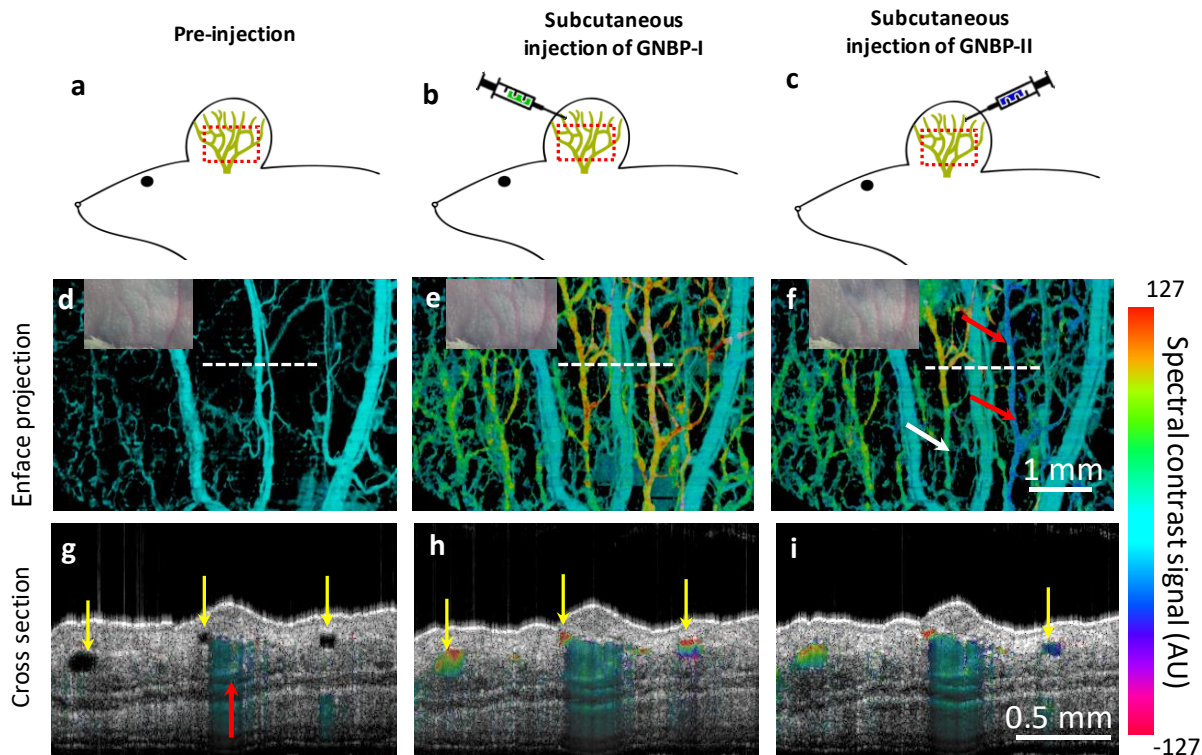 Pre-injection
Subcutaneous
injection of GNBP-I
Subcutaneous
injection of GNBP-II
a
b
c
Enface projection
d
e
f
1 mm
Cross section
g
h
i
0.5 mm
127
Spectral contrast signal (AU)
-127